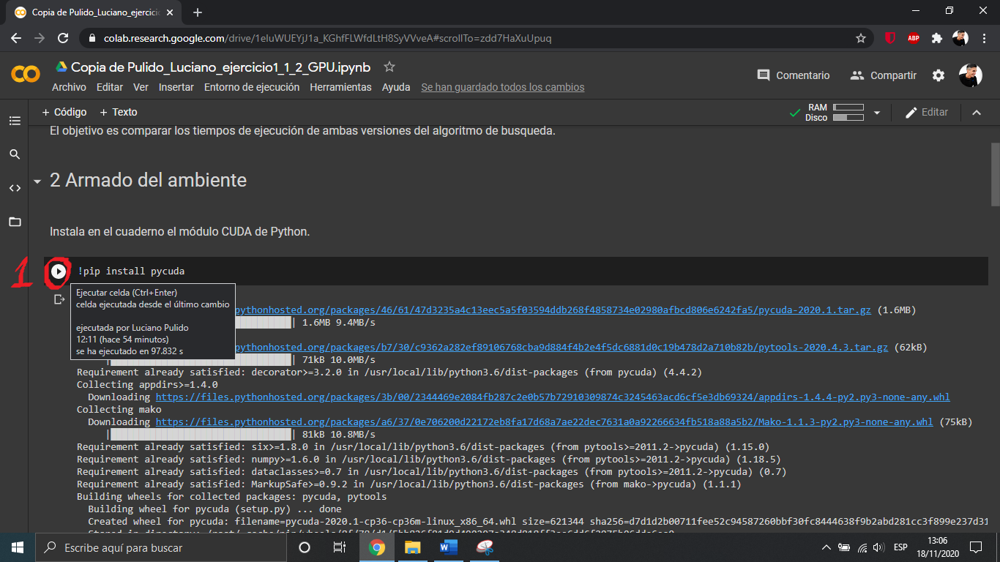 Copia de Pulido_Luciano_ejercicio
colab.research.google.com/drive/1eIuWUEYjJ1a_KGhfFLWfdLtH8SyVVveA#scrollTo=zdd7HaXuUpuq
ABP
Copia de Pulido_Luciano_ejercicio1_1_2_GPU.ipynb
Comentario
Compartir
Archivo Editar Ver Insertar Entorno de ejecución Herramientas Ayuda Se han guardado todos los cambios
+ Código + Texto
RAM
Disco
Editar
El objetivo es comparar los tiempos de ejecución de ambas versiones del algoritmo de busqueda.
2 Armado del ambiente
Instala en el cuaderno el módulo CUDA de Python.
1
!pip install pycuda
Ejecutar celda (Ctrl+Enter)
celda ejecutada desde el último cambio
ejecutada por Luciano Pulido
12:11 (hace 54 minutos)
se ha ejecutado en 97.832 s
pythonhosted.org/packages/46/61/47d3235a4c13eec5a5f03594ddb268f4858734e02980afbcd806e6242fa5/pycuda-2020.1.tar.gz (1.6MB)
| 1.6MB 9.4MB/s
pythonhosted.org/packages/b7/30/c9362a282ef89106768cba9d884f4b2e4f5dc6881d0c19b478d2a710b82b/pytools-2020.4.3.tar.gz (62kB)
| | 71kB 10.0MB/s
Requirement already satisfied: decorator>=3.2.0 in /usr/local/lib/python3.6/dist-packages (from pycuda) (4.4.2)
Collecting appdirs>=1.4.0
Downloading https://files.pythonhosted.org/packages/3b/00/2344469e2084fb287c2e0b57b72910309874c3245463acd6cf5e3db69324/appdirs-1.4.4-py2.py3-none-any.whl
Collecting mako
Downloading https://files.pythonhosted.org/packages/a6/37/0e706200d22172eb8fa17d68a7ae22dec7631a0a92266634fb518a88a5b2/Mako-1.1.3-py2.py3-none-any.whl (75kB)
| | 81kB 10.8MB/s
Requirement already satisfied: six>=1.8.0 in /usr/local/lib/python3.6/dist-packages (from pytools>=2011.2->pycuda) (1.15.0)
Requirement already satisfied: numpy>=1.6.0 in /usr/local/lib/python3.6/dist-packages (from pytools>=2011.2->pycuda) (1.18.5)
Requirement already satisfied: dataclasses>=0.7 in /usr/local/lib/python3.6/dist-packages (from pytools>=2011.2->pycuda) (0.7)
Requirement already satisfied: MarkupSafe>=0.9.2 in /usr/local/lib/python3.6/dist-packages (from mako->pycuda) (1.1.1)
Building wheels for collected packages: pycuda, pytools
Building wheel for pycuda (setup.py) ... done
Created wheel for pycuda: filename=pycuda-2020.1-cp36-cp36m-linux_x86_64.whl size=621344 sha256=d7d1d2b00711fee52c94587260bbf30fc8444638f9b2abd281cc3f899e237d31
Escribe aquí para buscar
ESP
13:06
18/11/2020